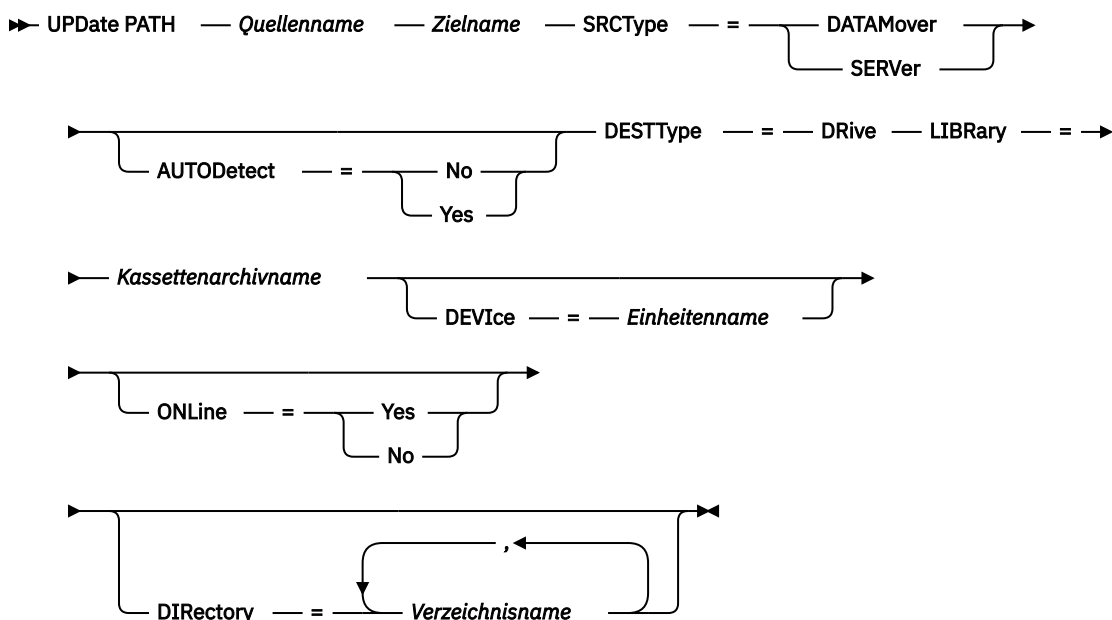 UPDate PATH Quellenname Zielname SRCType = DATAMover
SERVer
DESTType = DRive LIBRary =
AUTODetect = No
Yes
Kassettenarchivname
DEVIce = Einheitenname
ONLine = Yes
No
,
DIRectory = Verzeichnisname